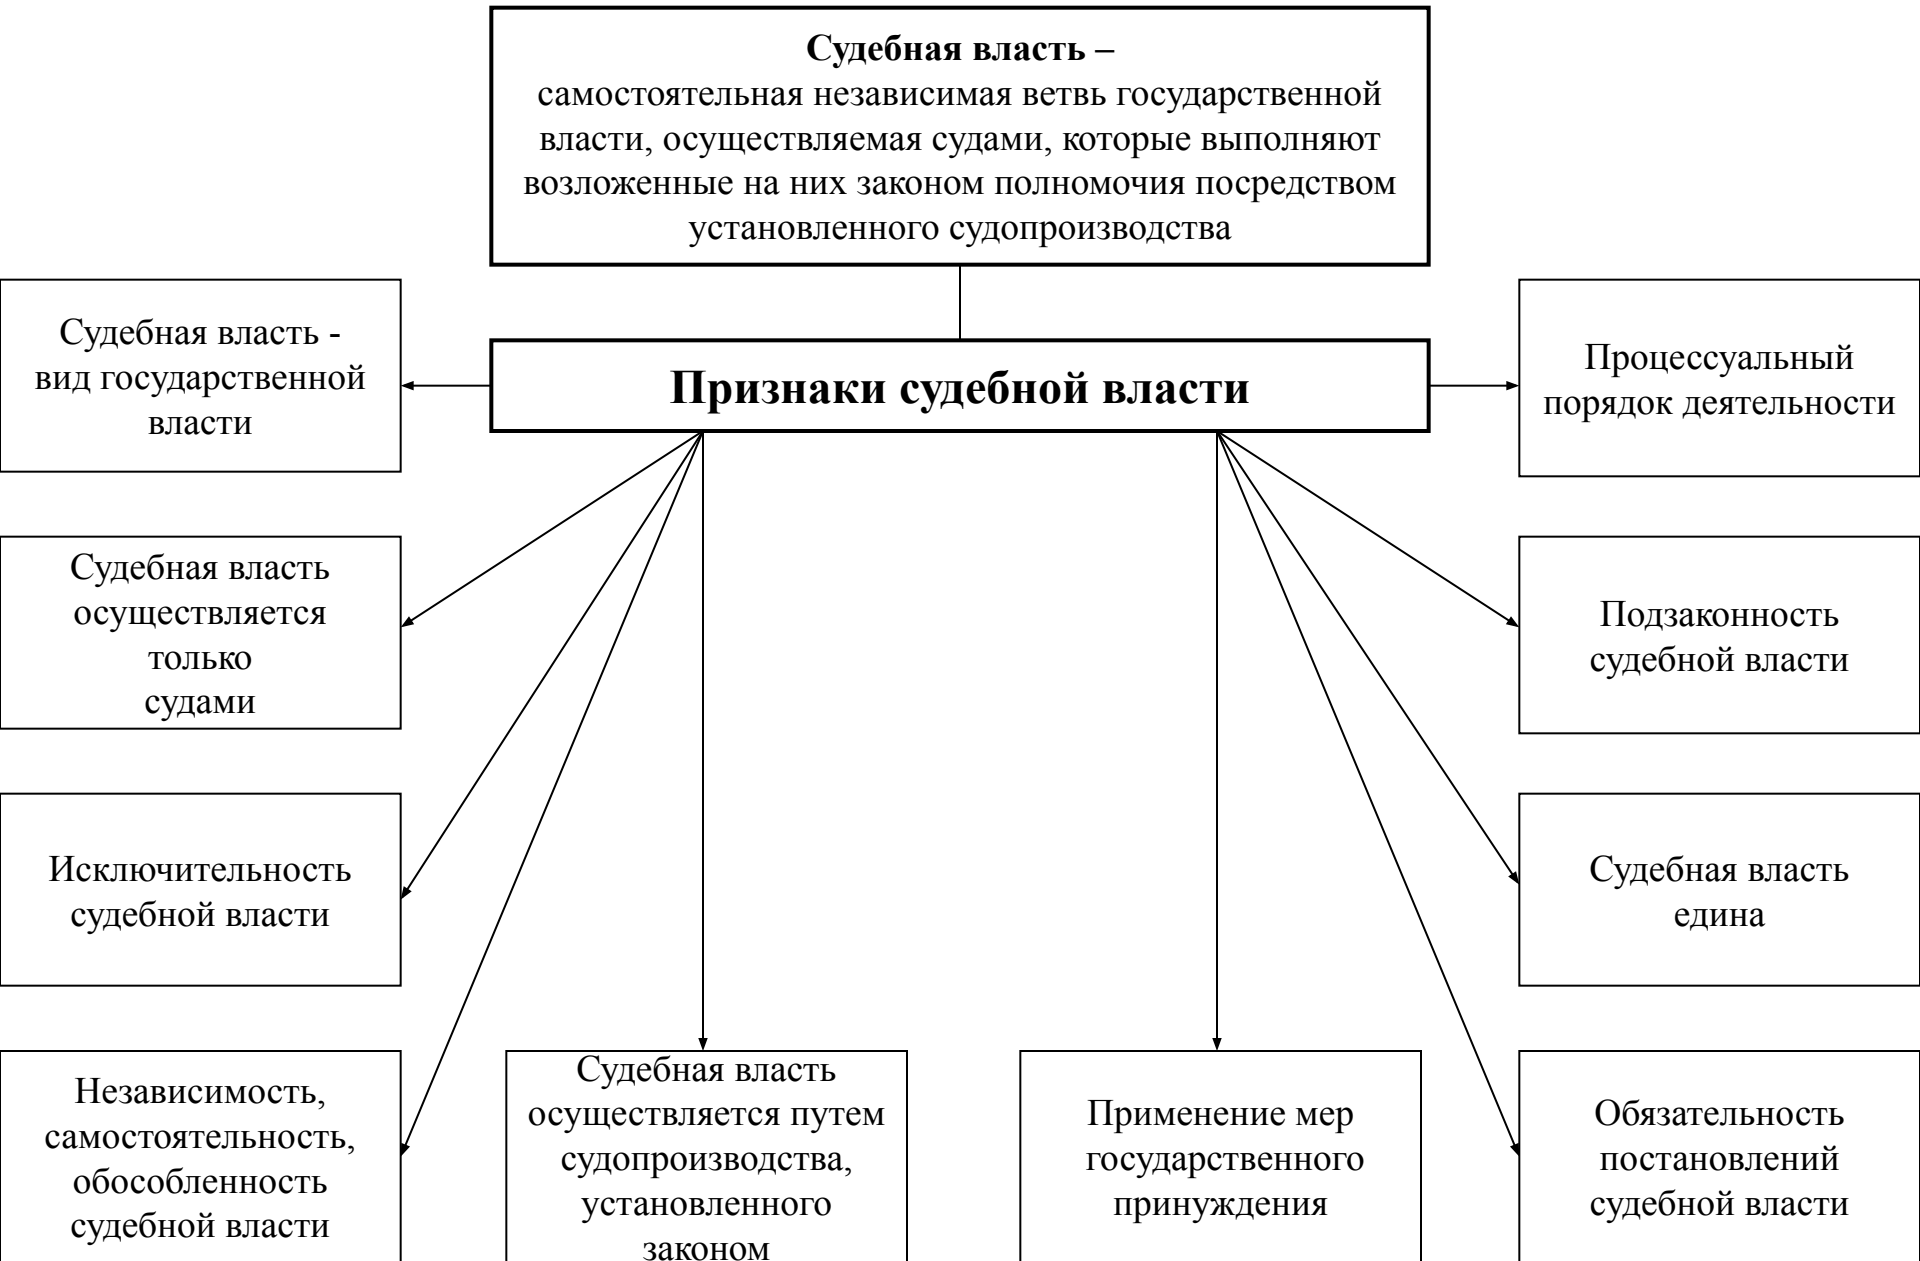 Судебная власть –
самостоятельная независимая ветвь государственной
власти, осуществляемая судами, которые выполняют
возложенные на них законом полномочия посредством
установленного судопроизводства
Признаки судебной власти
Судебная власть -
вид государственной
власти
Процессуальный
порядок деятельности
Судебная власть
осуществляется
только
судами
Подзаконность
судебной власти
Исключительность
судебной власти
Судебная власть
едина
Независимость,
самостоятельность,
обособленность
судебной власти
Судебная власть
осуществляется путем
судопроизводства,
установленного
законом
Применение мер
государственного
принуждения
Обязательность
постановлений
судебной власти